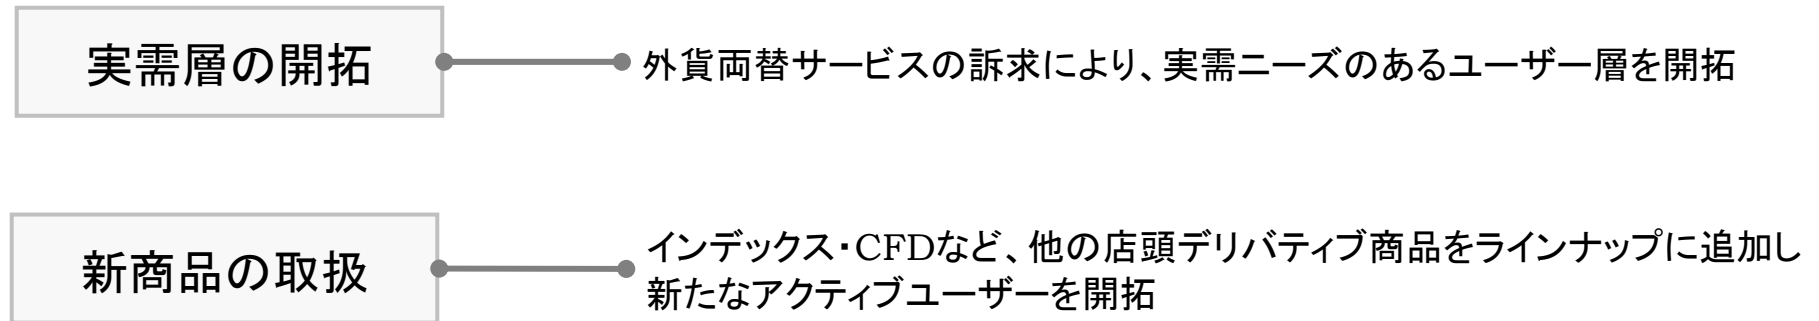 実需層の開拓
外貨両替サービスの訴求により、実需ニーズのあるユーザー層を開拓
新商品の取扱
インデックス・CFDなど、他の店頭デリバティブ商品をラインナップに追加し
新たなアクティブユーザーを開拓